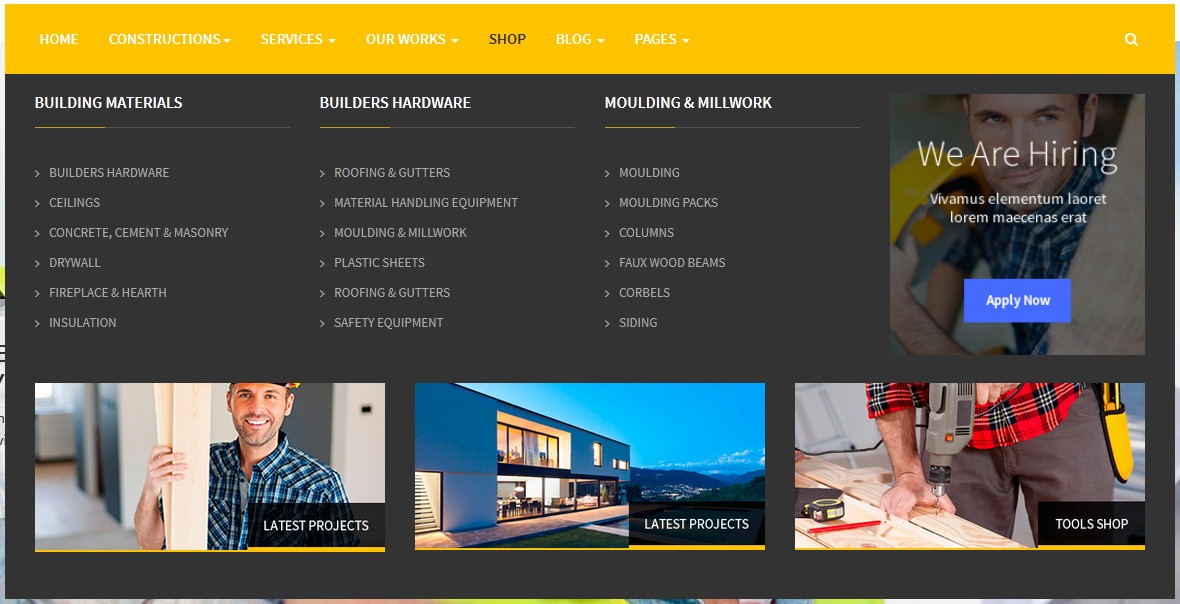 HOME CONSTRUCTIONS SERVICES OUR WORKS SHOP BLOG PAGES
BUILDING MATERIALS
BUILDERS HARDWARE
CEILINGS
CONCRETE, CEMENT & MASONRY
DRYWALL
FIREPLACE & HEARTH
INSULATION
BUILDERS HARDWARE
ROOFING & GUTTERS
MATERIAL HANDLING EQUIPMENT
MOULDING & MILLWORK
PLASTIC SHEETS
ROOFING & GUTTERS
SAFETY EQUIPMENT
MOULDING & MILLWORK
MOULDING
MOULDING PACKS
COLUMNS
FAUX WOOD BEAMS
CORBELS
SIDING
We Are Hiring
Vivamus elementum laoret
lorem maecenas erat
Apply Now
LATEST PROJECTS
LATEST PROJECTS
TOOLS SHOP